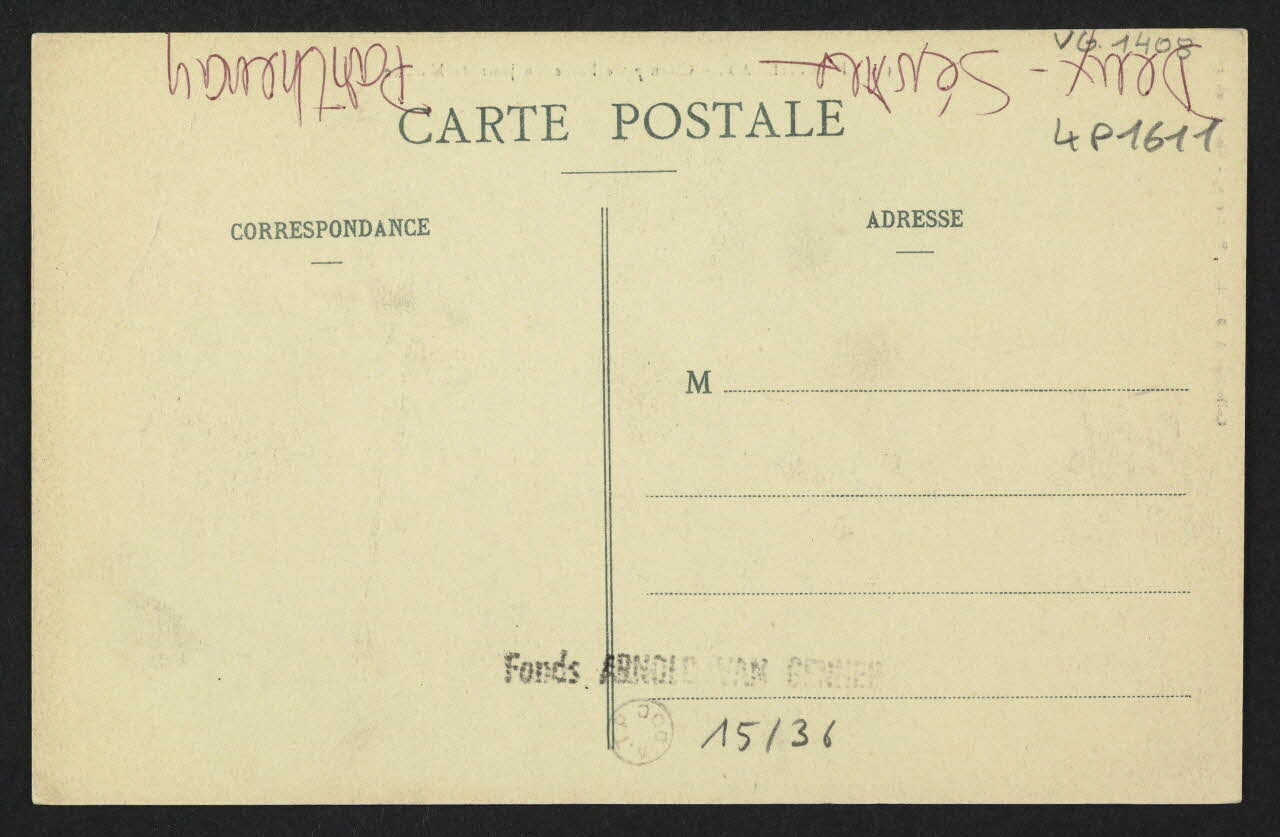 VG. 1408
Deux-Sèvres
Parthenay
4P1611
CARTE POSTALE
CORRESPONDANCE
ADRESSE
M
Fonds ARNOLD VAN GENNEP
15/36